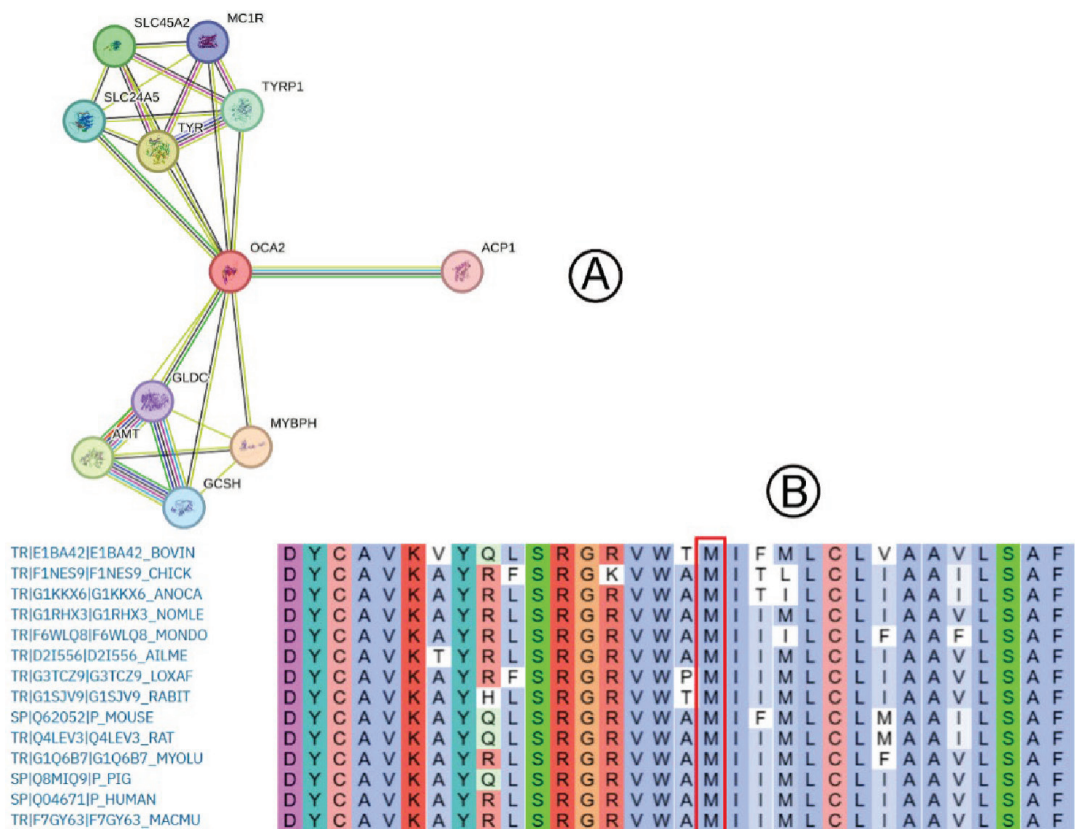 SLC45A2
MC1R
TYRP1
SLC24A5
TYR
OCA2
ACP1
A
GLDC
MYBPH
AMT
GCSH
B
TR|E1BA42|E1BA42_BOVIN D Y C A V K V Y Q L S R G R V W T M I F M L C L V A A V L S A F
TR|F1NES9|F1NES9_CHICK D Y C A V K A Y R F S R G K V W A M I T L L C L I A A I L S A F
TR|G1KKX6|G1KKX6_ANOCA D Y C A V K A Y R L S R G R V W A M I T I L C L I A A I L S A F
TR|G1RHX3|G1RHX3_NOMLE D Y C A V K A Y R L S R G R V W A M I I M L C L I A A V L S A F
TR|F6WLQ8|F6WLQ8_MONDO D Y C A V K A Y R L S R G R V W A M I I I L C L F A A F L S A F
TR|D2I556|D2I556_AILME D Y C A V K T Y R L S R G R V W A M I I M L C L I A A V L S A F
TR|G3TCZ9|G3TCZ9_LOXAF D Y C A V K A Y R F S R G R V W P M I I M L C L I A A V L S A F
TR|G1SJV9|G1SJV9_RABIT D Y C A V K A Y H L S R G R V W T M I I M L C L I A A V L S A F
SP|Q62052|P_MOUSE D Y C A V K A Y Q L S R G R V W A M I F M L C L M A A I L S A F
TR|Q4LEV3|Q4LEV3_RAT D Y C A V K A Y Q L S R G R V W A M I I M L C L M A A I L S A F
TR|G1Q6B7|G1Q6B7_MYOLU D Y C A V K A Y R L S R G R V W A M I I M L C L F A A V L S A F
SP|Q8MIQ9|P_PIG D Y C A V K A Y Q L S R G R V W A M I I M L C L I A A V L S A F
SP|Q04671|P_HUMAN D Y C A V K A Y R L S R G R V W A M I I M L C L I A A V L S A F
TR|F7GY63|F7GY63_MACMU D Y C A V K A Y R L S R G R V W A M I I M L C L I A A V L S A F